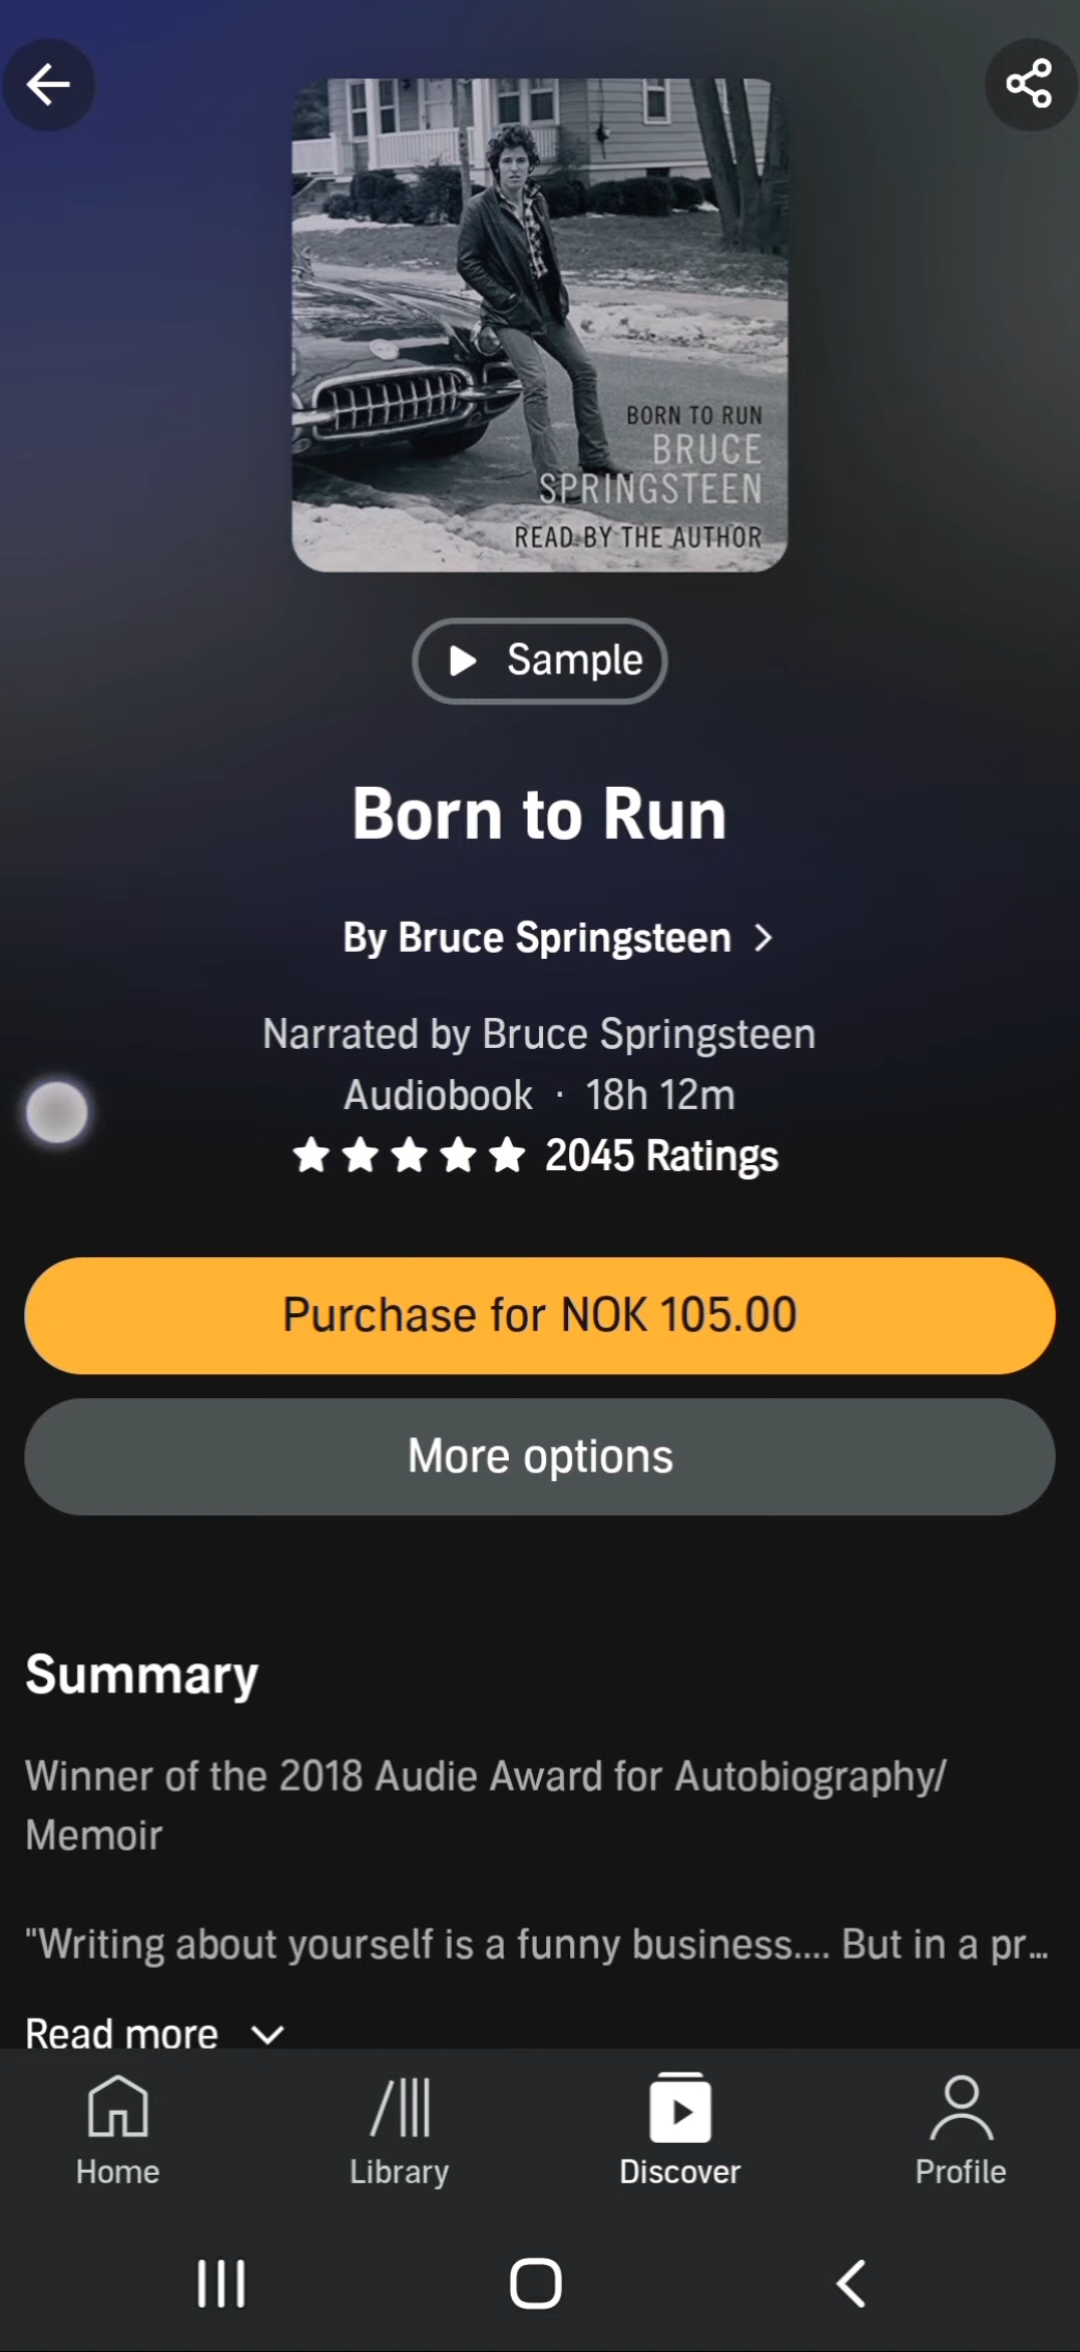 BORN TO RUN
BRUCE
SPRINGSTEEN
READ BY THE AUTHOR
Sample
Born to Run
By Bruce Springsteen
Narrated by Bruce Springsteen
Audiobook · 18h 12m
2045 Ratings
Purchase for NOK 105.00
More options
Summary
Winner of the 2018 Audie Award for Autobiography/
Memoir
"Writing about yourself is a funny business.... But in a pr...
Read more
Home Library Discover Profile